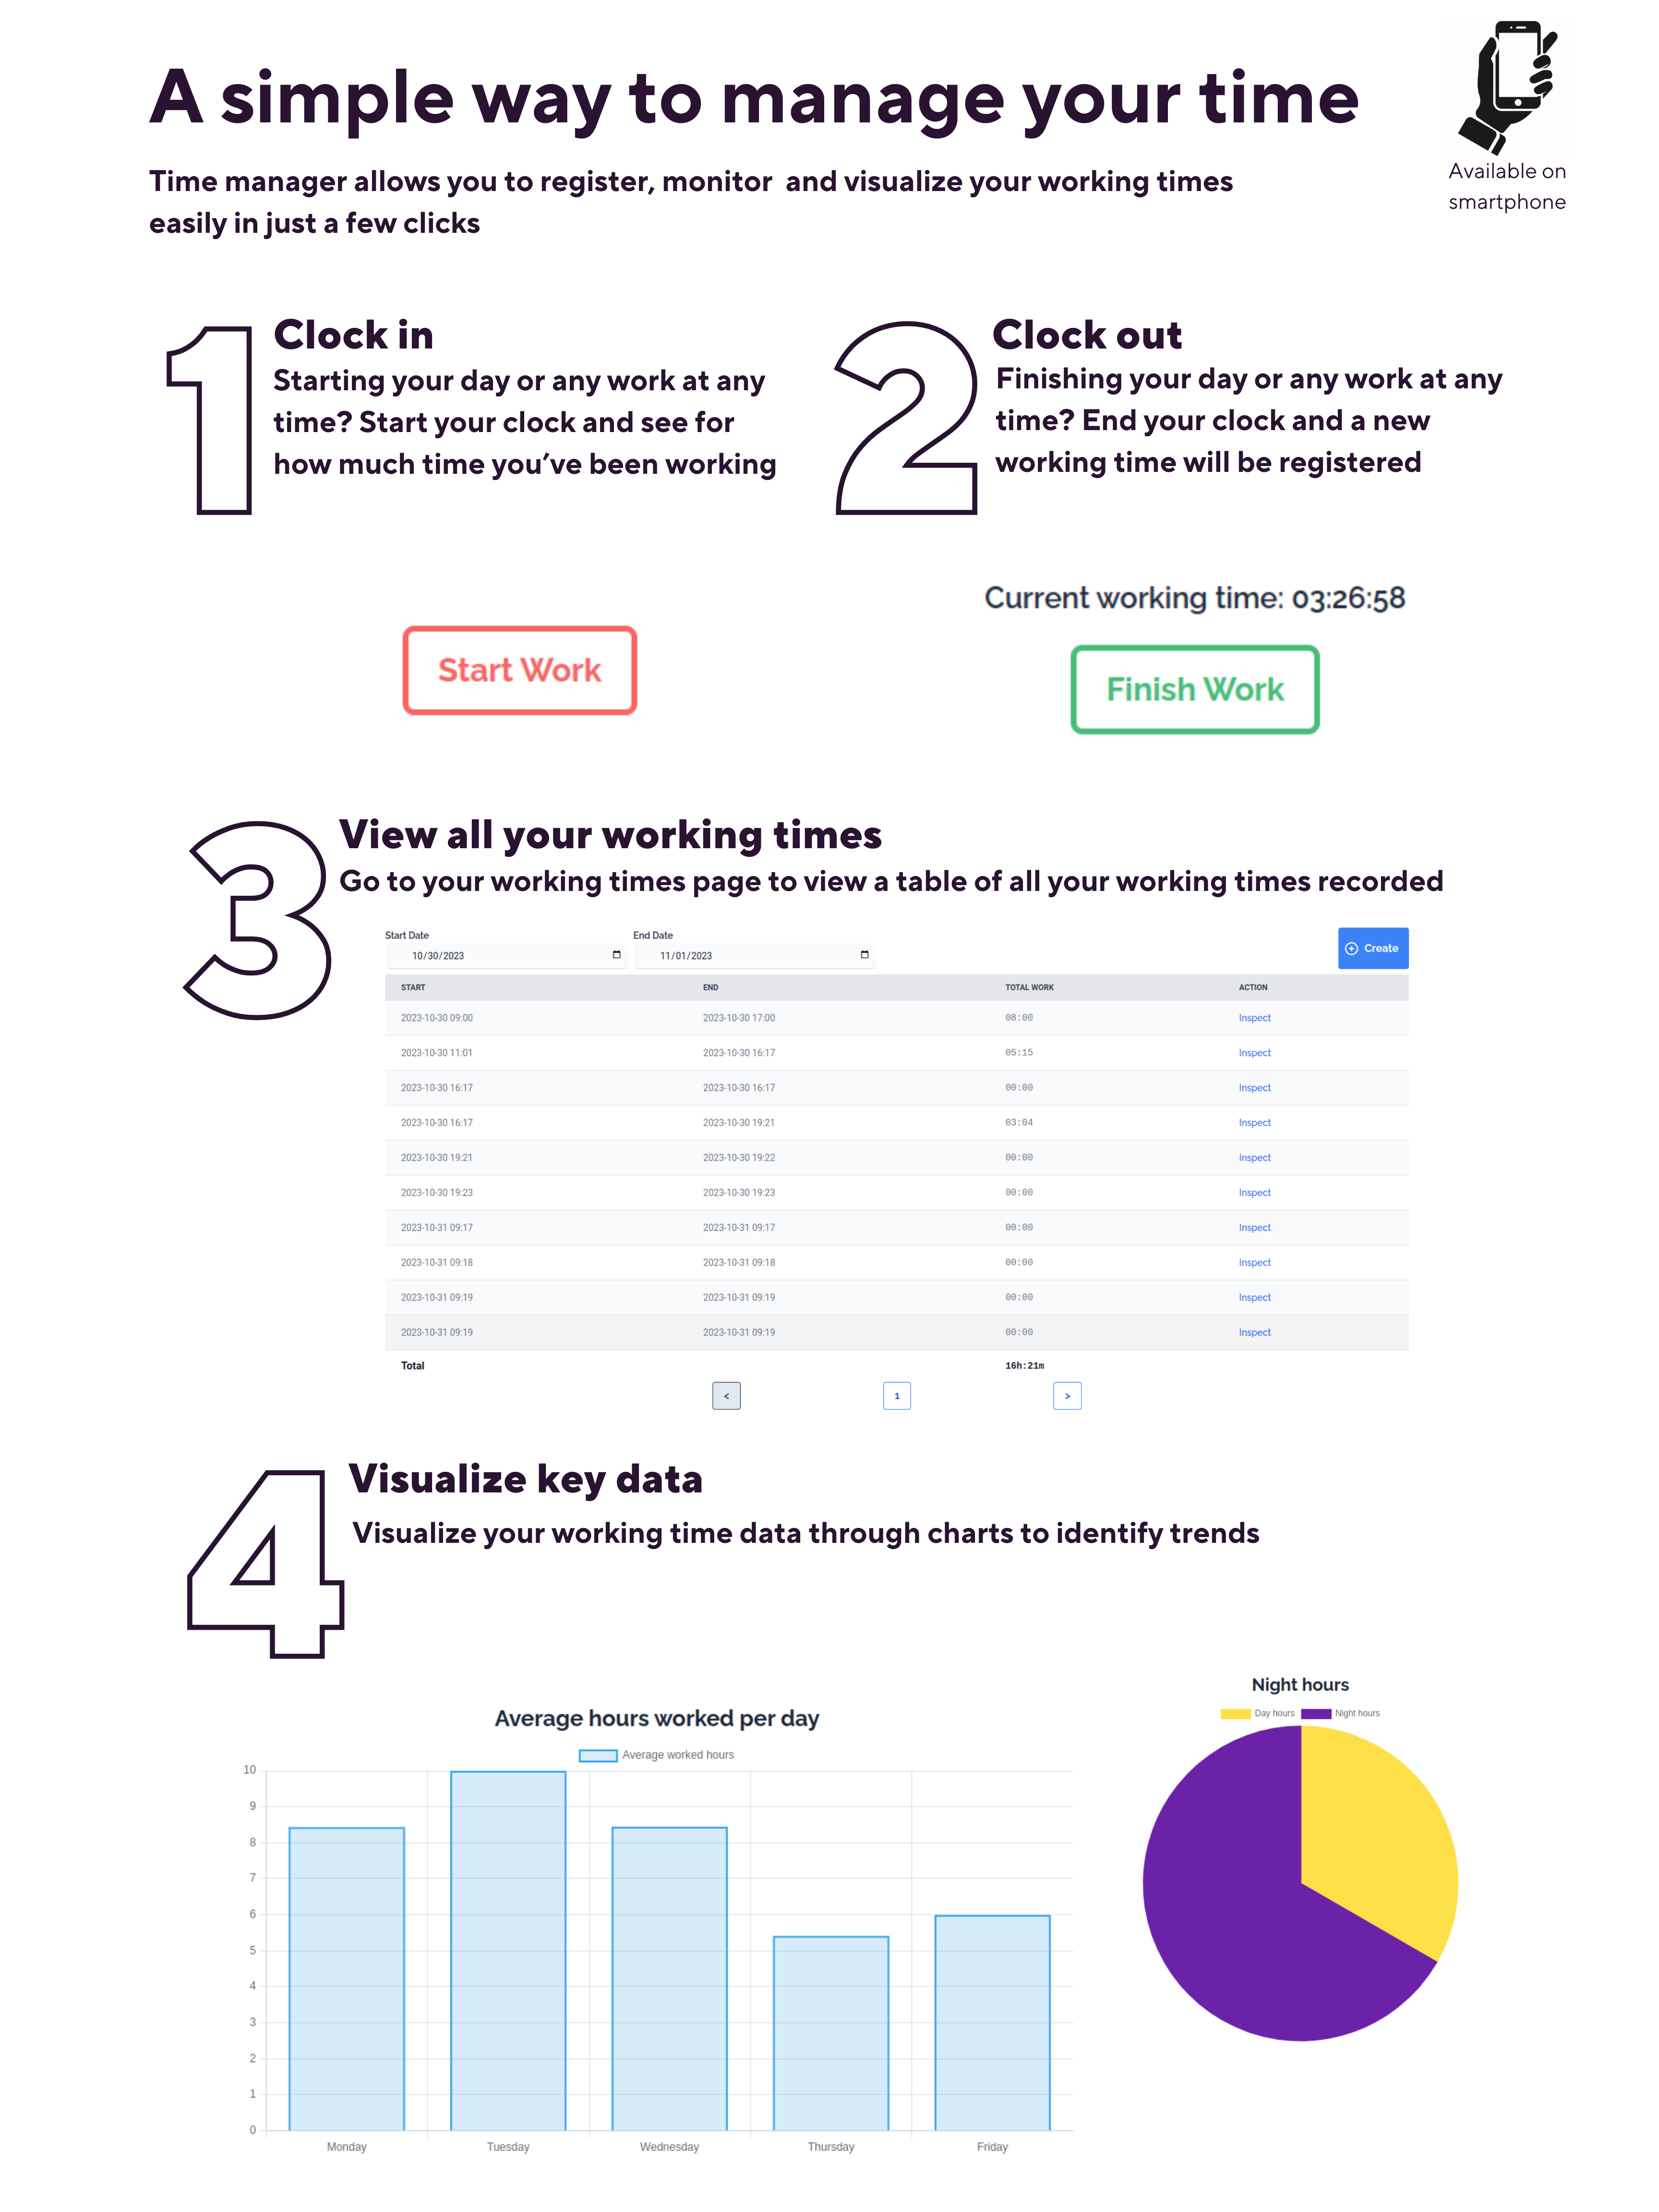 A simple way to manage your time
Available on
smartphone
Time manager allows you to register, monitor  and visualize your working times
easily in just a few clicks
1
Clock in
Starting your day or any work at any
time? Start your clock and see for
how much time you've been working
2
Clock out
Finishing your day or any work at any
time? End your clock and a new
working time will be registered
Start Work
Current working time: 03:26:58
Finish Work
3
View all your working times
Go to your working times page to view a table of all your working times recorded
Start Date End Date
10/30/2023 11/01/2023 Create
START END TOTAL WORK ACTION
2023-10-30 09:00 2023-10-30 17:00 08:00 Inspect
2023-10-30 11:01 2023-10-30 16:17 05:15 Inspect
2023-10-30 16:17 2023-10-30 16:17 00:00 Inspect
2023-10-30 16:17 2023-10-30 19:21 03:04 Inspect
2023-10-30 19:21 2023-10-30 19:22 00:00 Inspect
2023-10-30 19:23 2023-10-30 19:23 00:00 Inspect
2023-10-31 09:17 2023-10-31 09:17 00:00 Inspect
2023-10-31 09:18 2023-10-31 09:18 00:00 Inspect
2023-10-31 09:19 2023-10-31 09:19 00:00 Inspect
2023-10-31 09:19 2023-10-31 09:19 00:00 Inspect
Total 16h:21m
< 1 >
4
Visualize key data
Visualize your working time data through charts to identify trends
Average hours worked per day
Average worked hours
10
9
8
7
6
5
4
3
2
1
0
Monday Tuesday Wednesday Thursday Friday
Night hours
Day hours Night hours